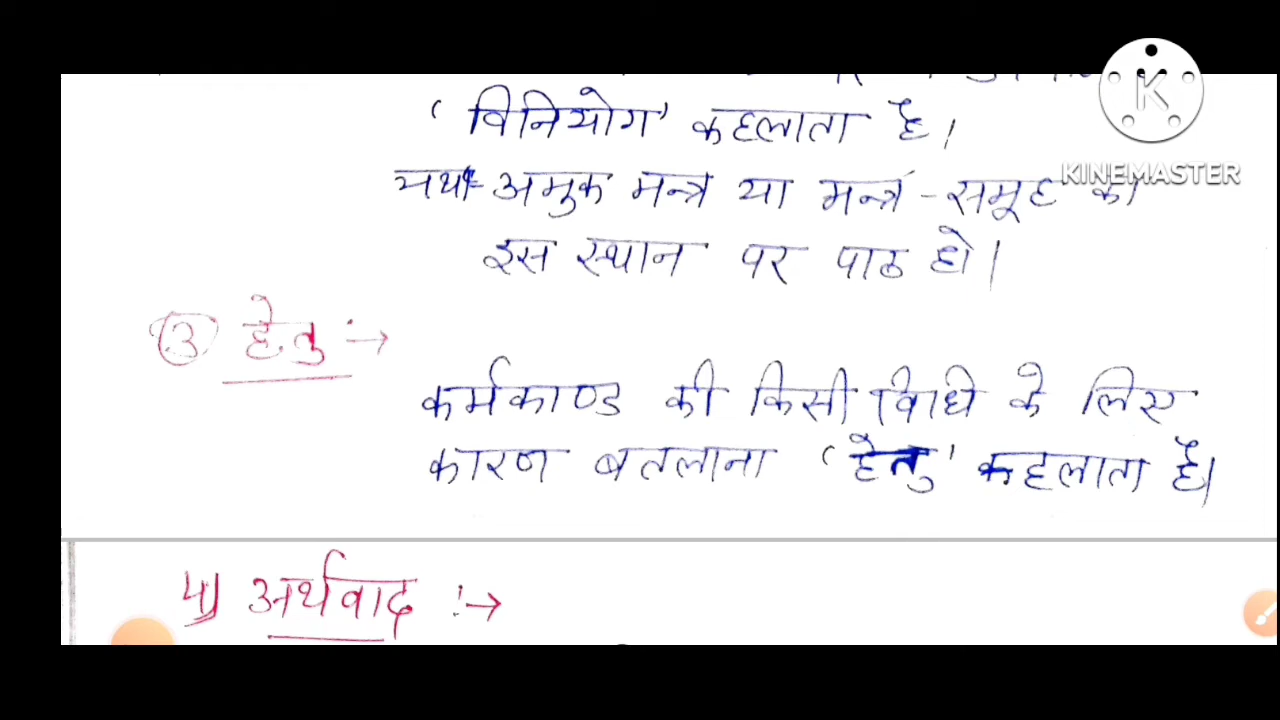 'विनियोग' कहलाता है।
यथा- अमुक मन्त्र या मन्त्र-समूह का
इस स्थान पर पाठ हो।
③ हेतु :→
कर्मकाण्ड की किसी विधि के लिए
कारण बतलाना 'हेतु' कहलाता है।
4) अर्थवाद :→
K
KINEMASTER